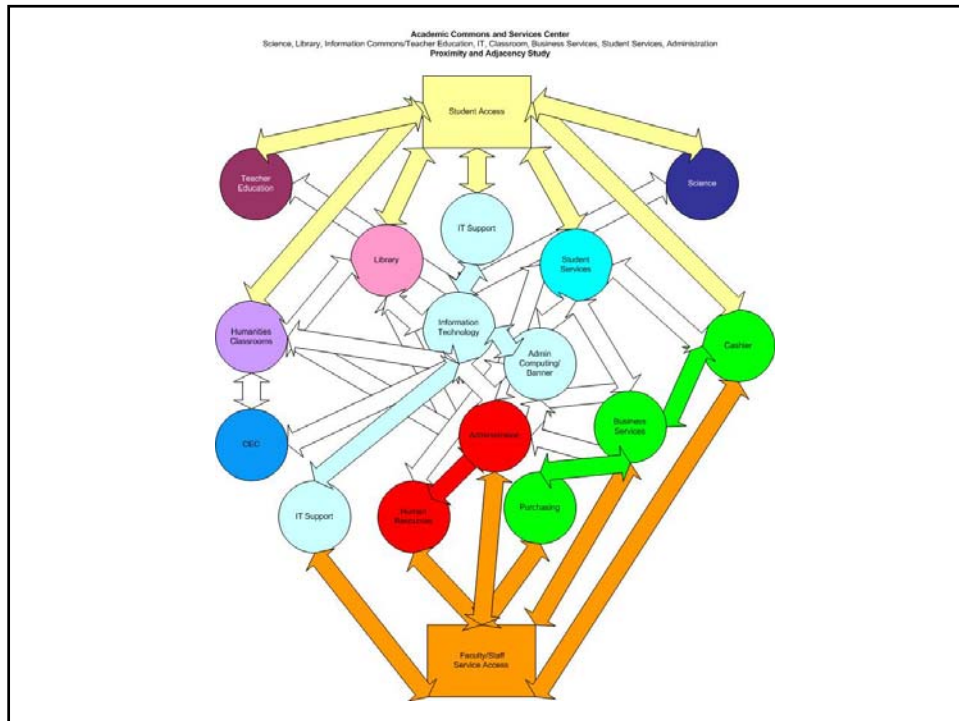 Academic Commons and Services Center
Science, Library, Information Commons/Teacher Education, IT, Classroom, Business Services, Student Services, Administration
Proximity and Adjacency Study
Student Access
Teacher
Education
Science
IT Support
Library
Student
Services
Information
Technology
Humanities
Classrooms
Admin
Computing/
Banner
Cashier
Business
Services
CEC
Administration
IT Support
Human
Resources
Purchasing
Faculty/Staff
Service Access